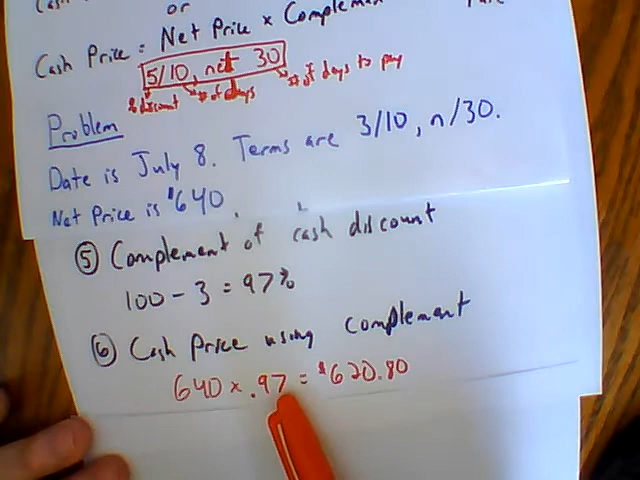 Cash
or
Cash Price = Net Price x Complemen
5/10, net 30
% discount # of days # of days to pay
Problem
Date is July 8. Terms are 3/10, n/30.
Net Price is $640
⑤ Complement of cash discount
100 - 3 = 97%
⑥ Cash Price using complement
640 x .97 = $620.80